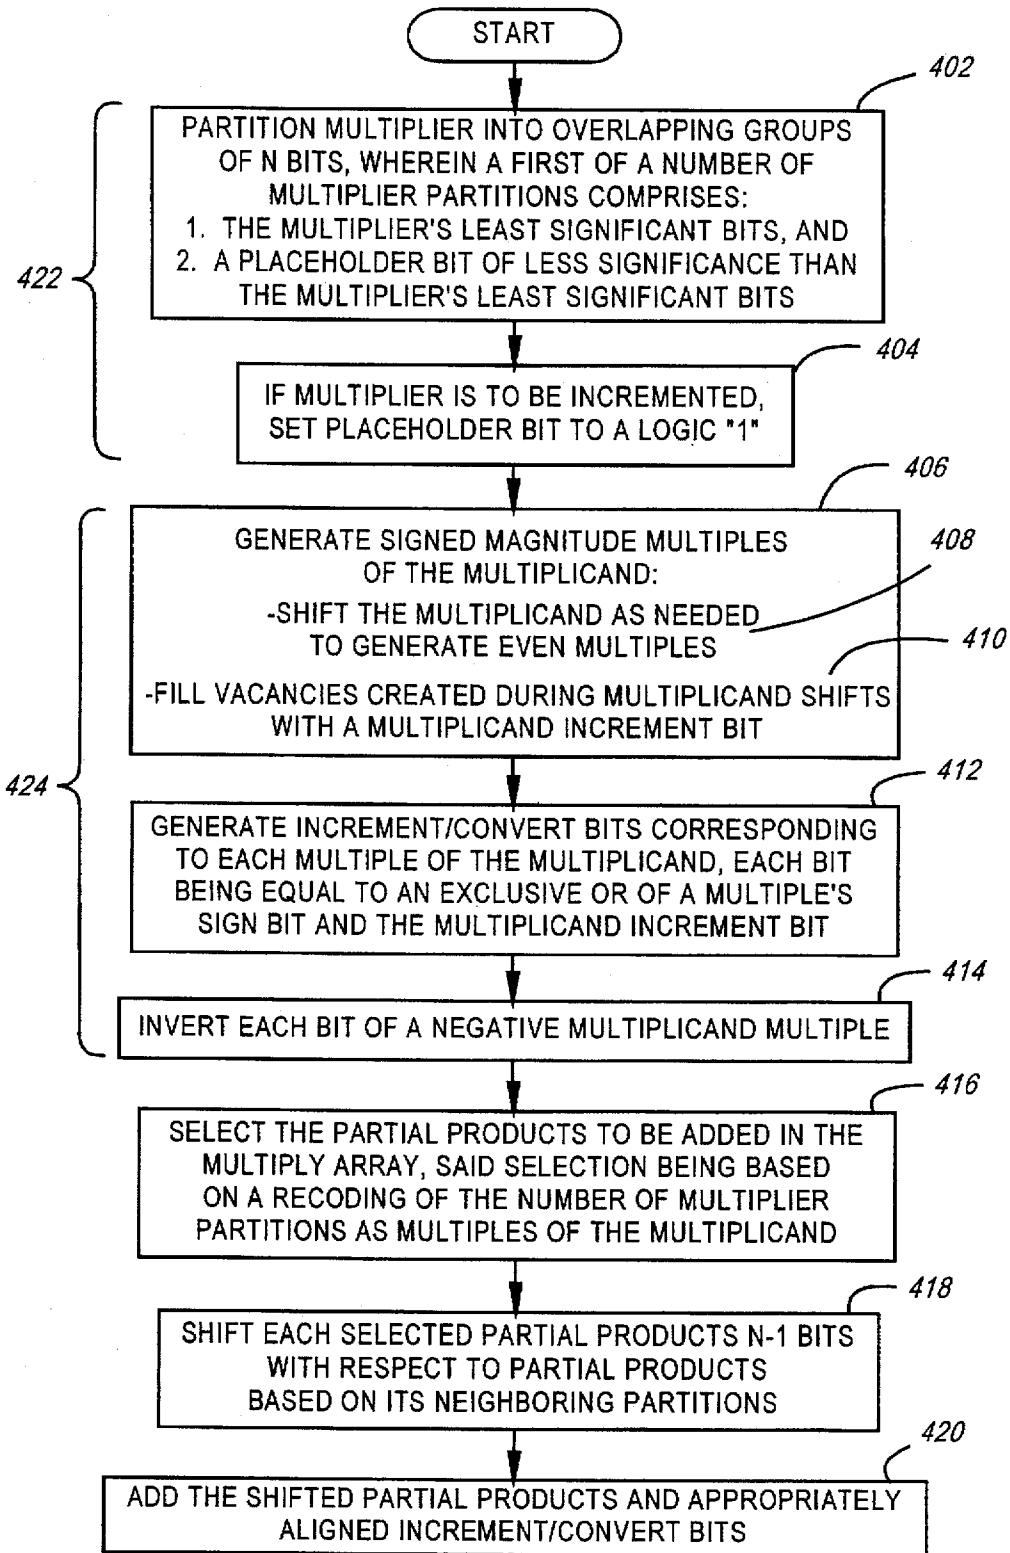 START
402
PARTITION MULTIPLIER INTO OVERLAPPING GROUPS
OF N BITS, WHEREIN A FIRST OF A NUMBER OF
MULTIPLIER PARTITIONS COMPRISES:
1. THE MULTIPLIER'S LEAST SIGNIFICANT BITS, AND
2. A PLACEHOLDER BIT OF LESS SIGNIFICANCE THAN
THE MULTIPLIER'S LEAST SIGNIFICANT BITS
422
404
IF MULTIPLIER IS TO BE INCREMENTED,
SET PLACEHOLDER BIT TO A LOGIC "1"
406
GENERATE SIGNED MAGNITUDE MULTIPLES
OF THE MULTIPLICAND:
408
-SHIFT THE MULTIPLICAND AS NEEDED
TO GENERATE EVEN MULTIPLES
410
-FILL VACANCIES CREATED DURING MULTIPLICAND SHIFTS
WITH A MULTIPLICAND INCREMENT BIT
424
412
GENERATE INCREMENT/CONVERT BITS CORRESPONDING
TO EACH MULTIPLE OF THE MULTIPLICAND, EACH BIT
BEING EQUAL TO AN EXCLUSIVE OR OF A MULTIPLE'S
SIGN BIT AND THE MULTIPLICAND INCREMENT BIT
414
INVERT EACH BIT OF A NEGATIVE MULTIPLICAND MULTIPLE
416
SELECT THE PARTIAL PRODUCTS TO BE ADDED IN THE
MULTIPLY ARRAY, SAID SELECTION BEING BASED
ON A RECODING OF THE NUMBER OF MULTIPLIER
PARTITIONS AS MULTIPLES OF THE MULTIPLICAND
418
SHIFT EACH SELECTED PARTIAL PRODUCTS N-1 BITS
WITH RESPECT TO PARTIAL PRODUCTS
BASED ON ITS NEIGHBORING PARTITIONS
420
ADD THE SHIFTED PARTIAL PRODUCTS AND APPROPRIATELY
ALIGNED INCREMENT/CONVERT BITS